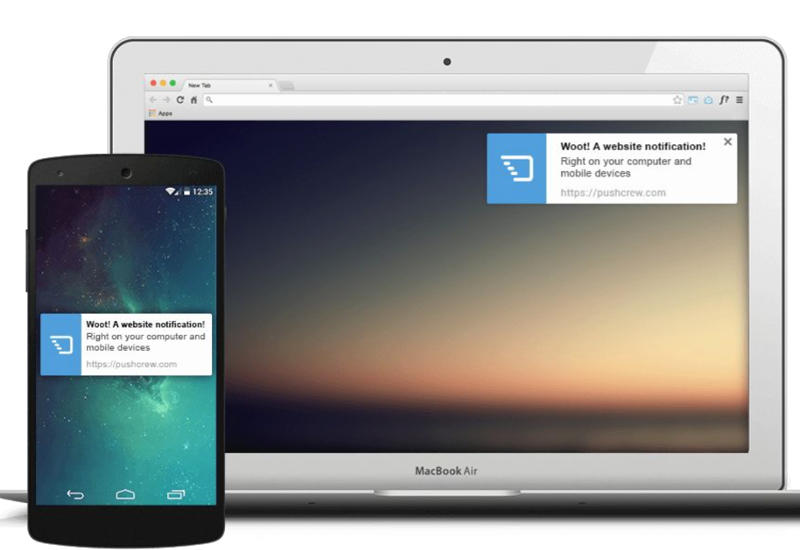 New Tab
Apps
f?
Woot! A website notification!
Right on your computer and
mobile devices
https://pushcrew.com
12:35
Woot! A website notification!
Right on your computer and
mobile devices
https://pushcrew.com
MacBook Air